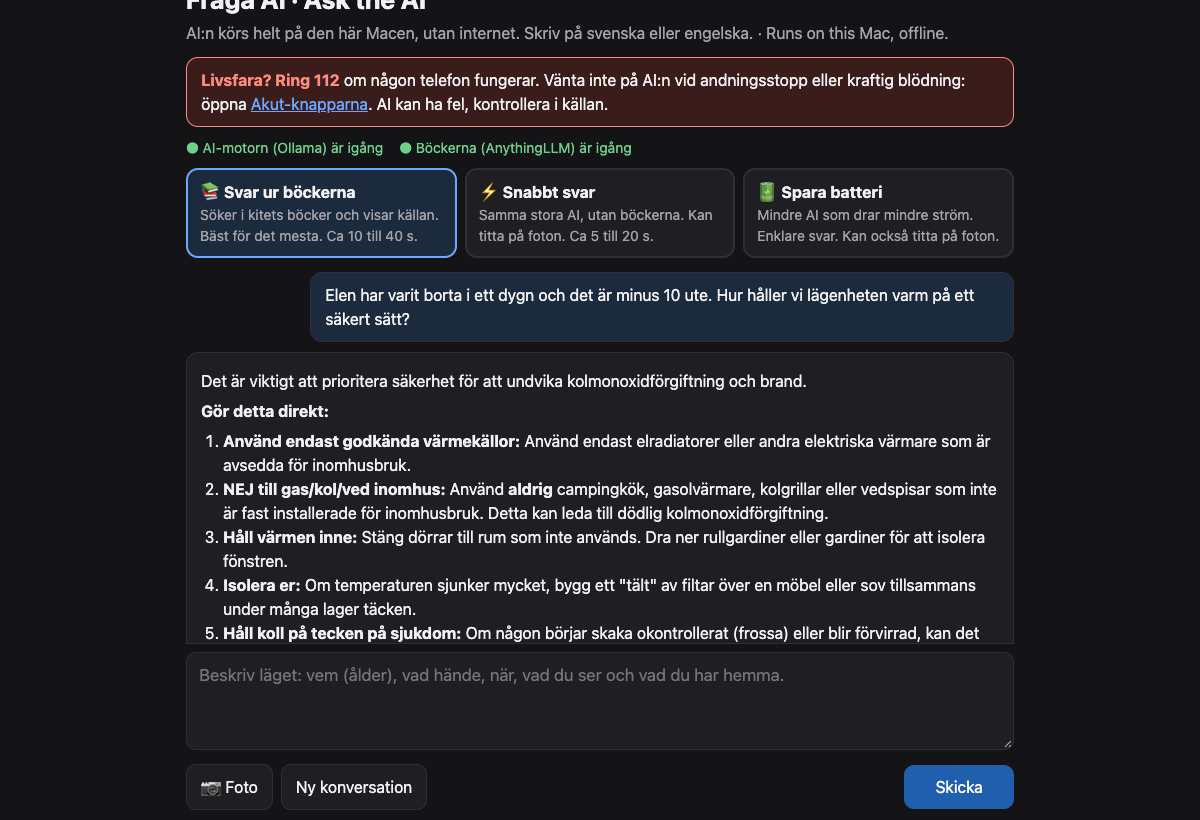 Fråga AI · Ask the AI
AI:n körs helt på den här Macen, utan internet. Skriv på svenska eller engelska. · Runs on this Mac, offline.
Livsfara? Ring 112 om någon telefon fungerar. Vänta inte på AI:n vid andningsstopp eller kraftig blödning:
öppna Akut-knapparna. AI kan ha fel, kontrollera i källan.
AI-motorn (Ollama) är igång
Böckerna (AnythingLLM) är igång
Svar ur böckerna
Söker i kitets böcker och visar källan.
Bäst för det mesta. Ca 10 till 40 s.
Snabbt svar
Samma stora AI, utan böckerna. Kan
titta på foton. Ca 5 till 20 s.
Spara batteri
Mindre AI som drar mindre ström.
Enklare svar. Kan också titta på foton.
Elen har varit borta i ett dygn och det är minus 10 ute. Hur håller vi lägenheten varm på ett
säkert sätt?
Det är viktigt att prioritera säkerhet för att undvika kolmonoxidförgiftning och brand.
Gör detta direkt:
1. Använd endast godkända värmekällor: Använd endast elradiatorer eller andra elektriska värmare som är
avsedda för inomhusbruk.
2. NEJ till gas/kol/ved inomhus: Använd aldrig campingkök, gasolvärmare, kolgrillar eller vedspisar som inte
är fast installerade för inomhusbruk. Detta kan leda till dödlig kolmonoxidförgiftning.
3. Håll värmen inne: Stäng dörrar till rum som inte används. Dra ner rullgardiner eller gardiner för att isolera
fönstren.
4. Isolera er: Om temperaturen sjunker mycket, bygg ett "tält" av filtar över en möbel eller sov tillsammans
under många lager täcken.
5. Håll koll på tecken på sjukdom: Om någon börjar skaka okontrollerat (frossa) eller blir förvirrad, kan det
Beskriv läget: vem (ålder), vad hände, när, vad du ser och vad du har hemma.
Foto
Ny konversation
Skicka